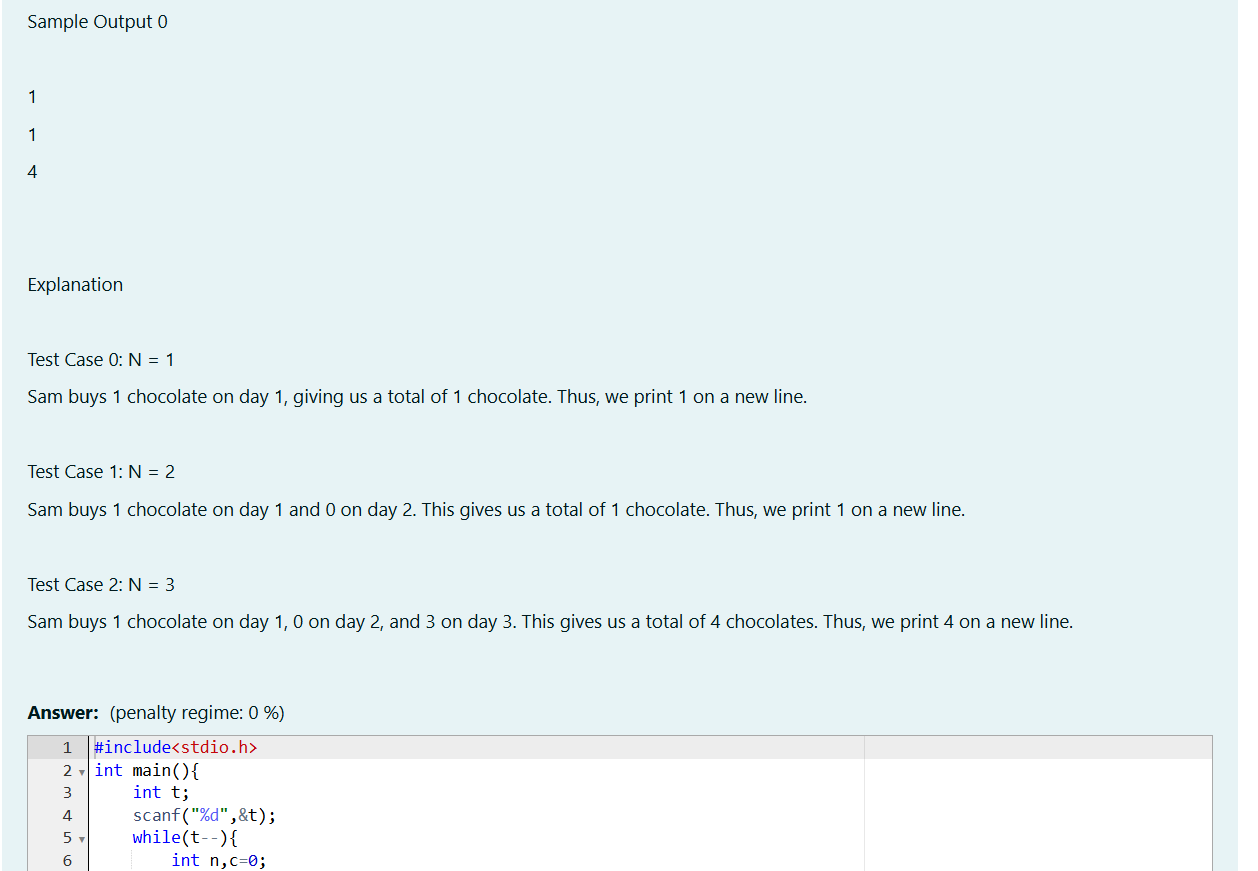 Sample Output 0
1
1
4
Explanation
Test Case 0: N = 1
Sam buys 1 chocolate on day 1, giving us a total of 1 chocolate. Thus, we print 1 on a new line.
Test Case 1: N = 2
Sam buys 1 chocolate on day 1 and 0 on day 2. This gives us a total of 1 chocolate. Thus, we print 1 on a new line.
Test Case 2: N = 3
Sam buys 1 chocolate on day 1, 0 on day 2, and 3 on day 3. This gives us a total of 4 chocolates. Thus, we print 4 on a new line.
Answer: (penalty regime: 0 %)
1 #include<stdio.h>
2 int main(){
3 int t;
4 scanf("%d",&t);
5 while(t--){
6 int n,c=0;